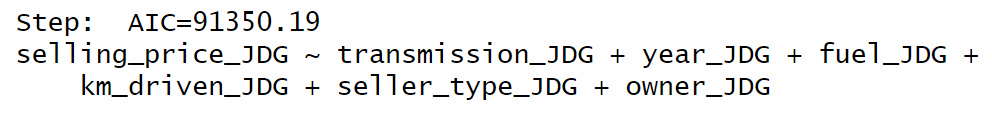 Step:  AIC=91350.19
selling_price_JDG ~ transmission_JDG + year_JDG + fuel_JDG +
    km_driven_JDG + seller_type_JDG + owner_JDG